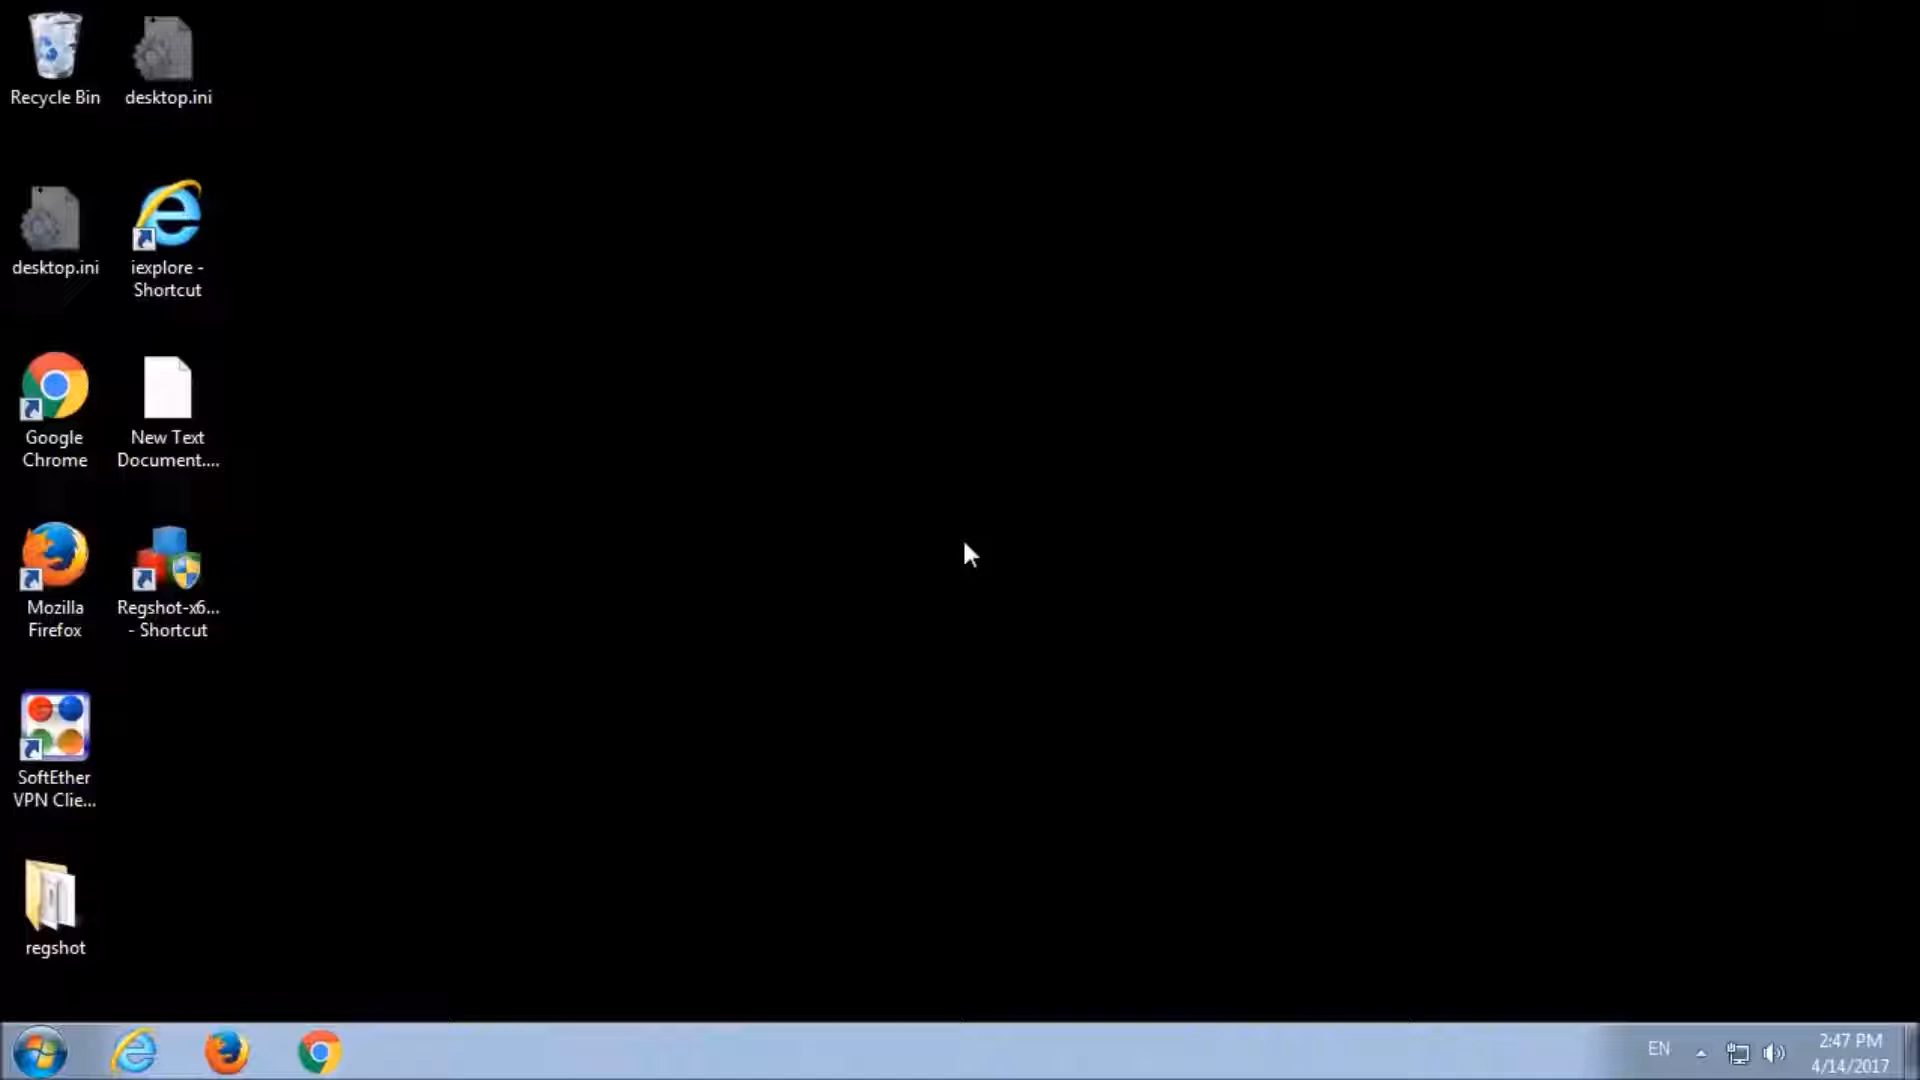 Recycle Bin
desktop.ini
desktop.ini
iexplore -
Shortcut
Google
Chrome
New Text
Document....
Mozilla
Firefox
Regshot-x6...
- Shortcut
SoftEther
VPN Clie...
regshot
EN
2:47 PM
4/14/2017